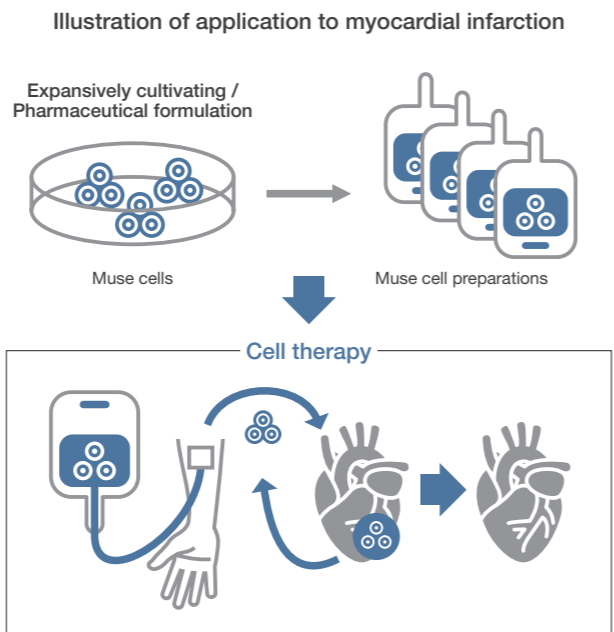 Illustration of application to myocardial infarction
Expansively cultivating /
Pharmaceutical formulation
Muse cells
Muse cell preparations
Cell therapy